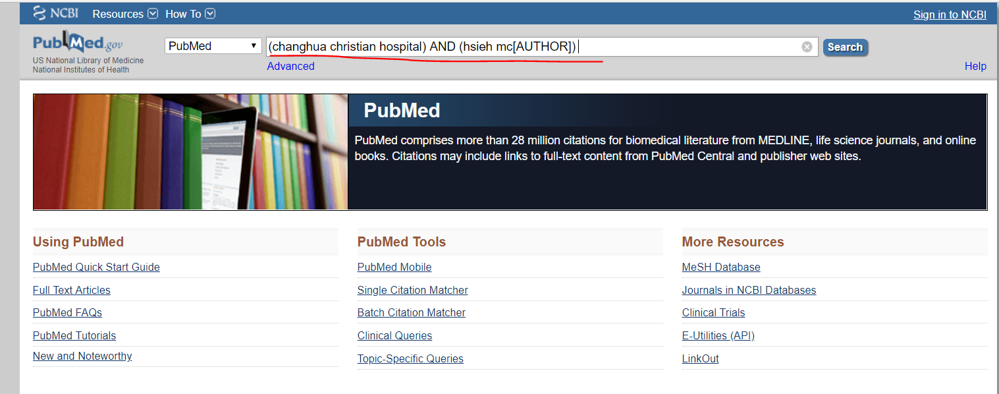 NCBI Resources How To Sign in to NCBI
PubMed.gov
US National Library of Medicine
National Institutes of Health
PubMed
(changhua christian hospital) AND (hsieh mc[AUTHOR])
Search
Advanced
Help
PubMed
PubMed comprises more than 28 million citations for biomedical literature from MEDLINE, life science journals, and online
books. Citations may include links to full-text content from PubMed Central and publisher web sites.
Using PubMed
PubMed Quick Start Guide
Full Text Articles
PubMed FAQs
PubMed Tutorials
New and Noteworthy
PubMed Tools
PubMed Mobile
Single Citation Matcher
Batch Citation Matcher
Clinical Queries
Topic-Specific Queries
More Resources
MeSH Database
Journals in NCBI Databases
Clinical Trials
E-Utilities (API)
LinkOut